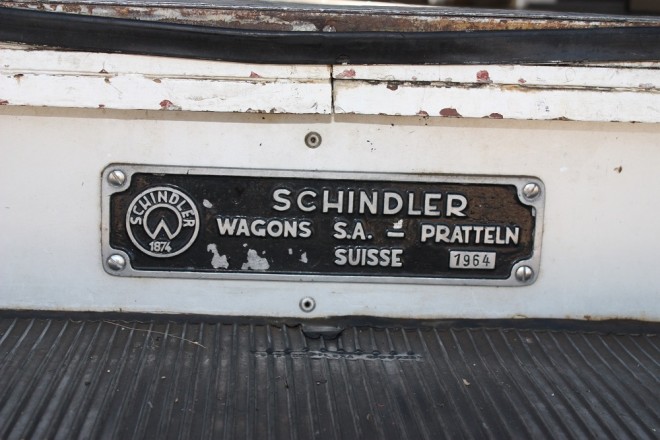 SCHINDLER
1874
SCHINDLER
WAGONS S.A. - PRATTELN
SUISSE 1964